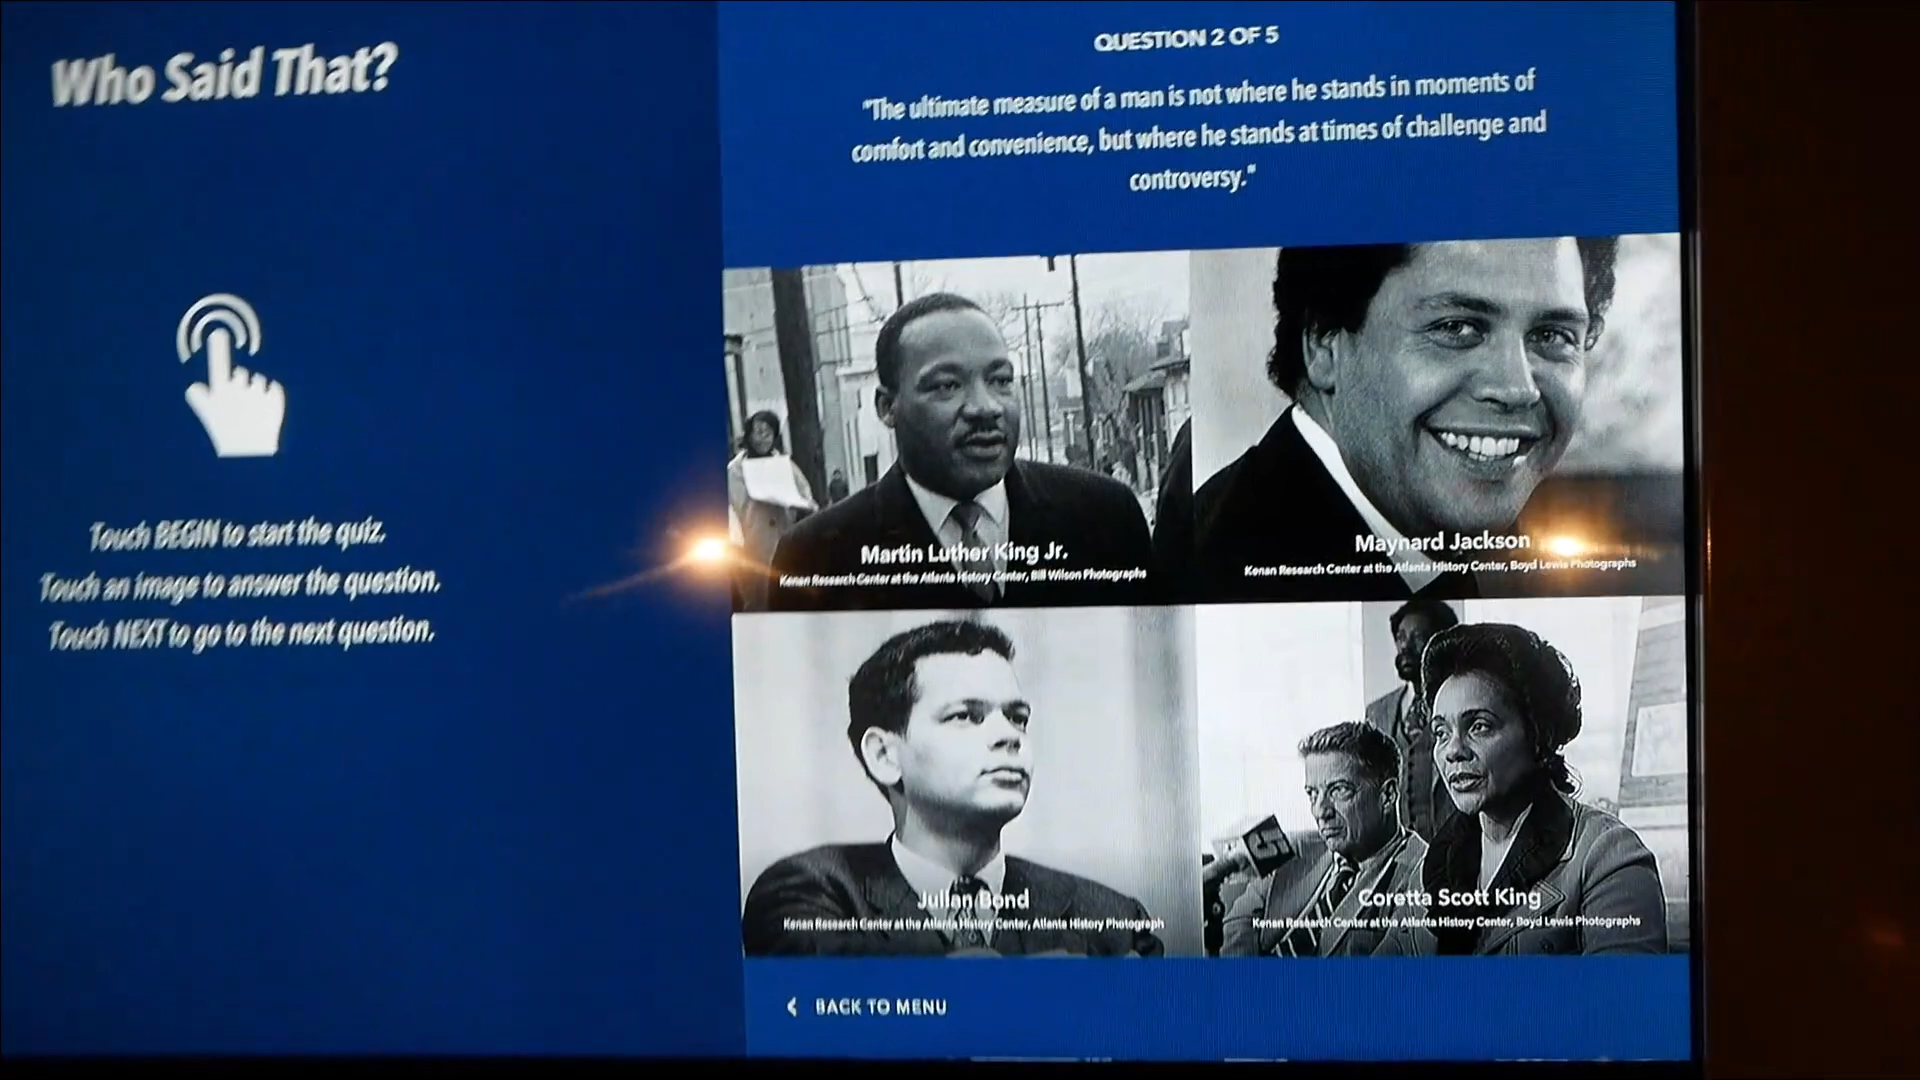 Who Said That?
Touch BEGIN to start the quiz.
Touch an image to answer the question.
Touch NEXT to go to the next question.
QUESTION 2 OF 5
"The ultimate measure of a man is not where he stands in moments of
comfort and convenience, but where he stands at times of challenge and
controversy."
Martin Luther King Jr.
Kenan Research Center at the Atlanta History Center, Bill Wilson Photographs
Maynard Jackson
Kenan Research Center at the Atlanta History Center, Boyd Lewis Photographs
Julian Bond
Kenan Research Center at the Atlanta History Center, Atlanta History Photograph
5
Coretta Scott King
Kenan Research Center at the Atlanta History Center, Boyd Lewis Photographs
BACK TO MENU